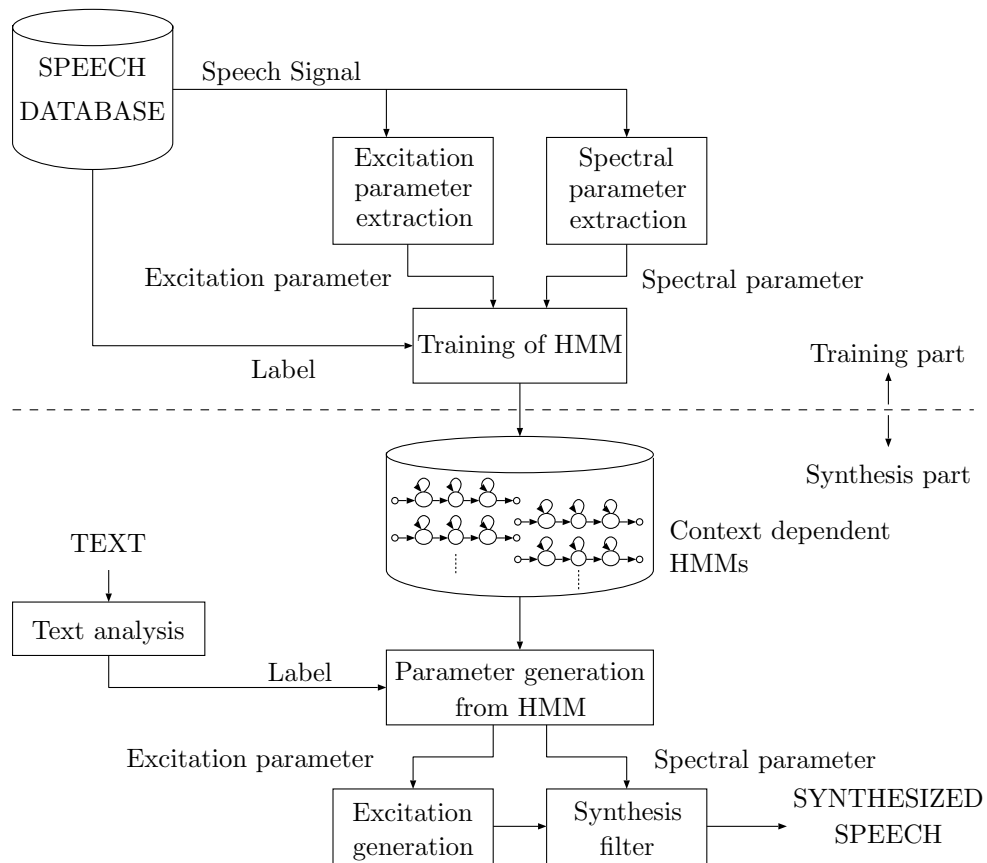 SPEECH
DATABASE
Speech Signal
Excitation
parameter
extraction
Spectral
parameter
extraction
Excitation parameter
Spectral parameter
Training of HMM
Label
Training part
Synthesis part
Context dependent
HMMs
TEXT
Text analysis
Label
Parameter generation
from HMM
Excitation parameter
Spectral parameter
Excitation
generation
Synthesis
filter
SYNTHESIZED
SPEECH